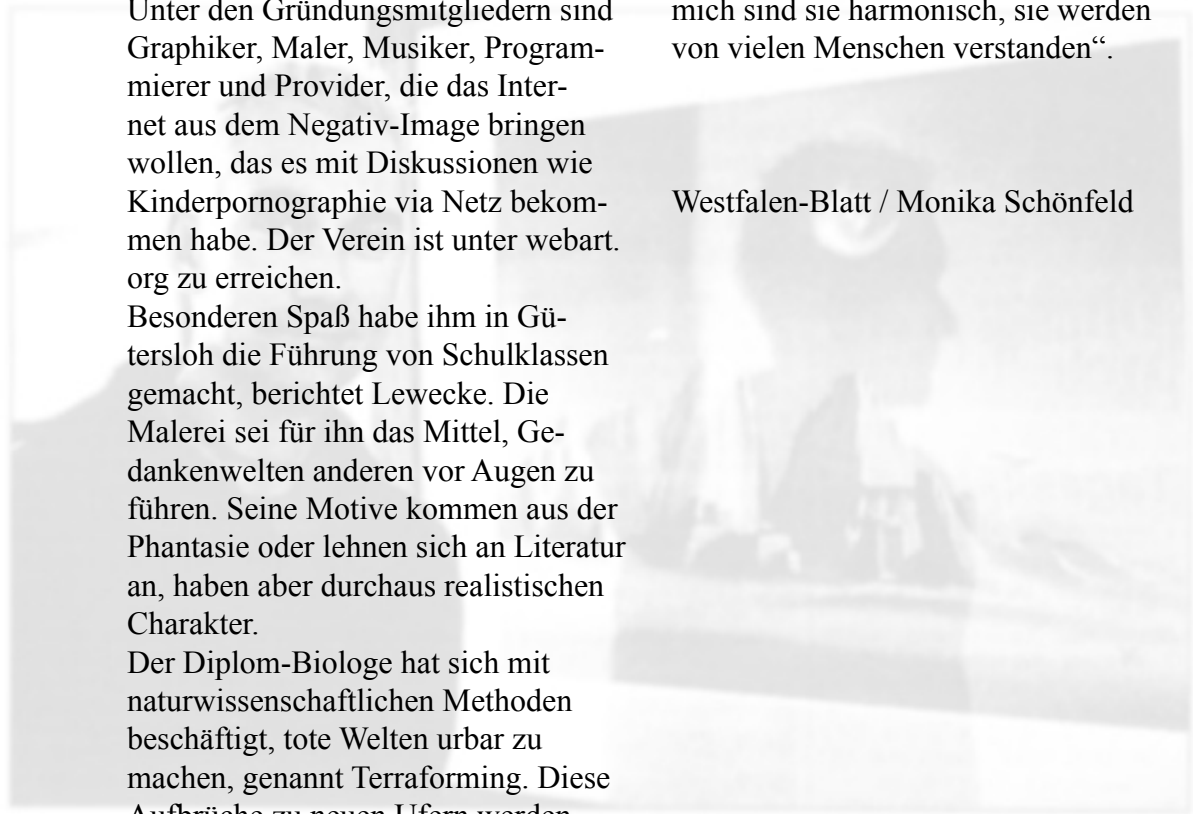 Unter den Gründungsmitgliedern sind
Graphiker, Maler, Musiker, Program-
mierer und Provider, die das Inter-
net aus dem Negativ-Image bringen
wollen, das es mit Diskussionen wie
Kinderpornographie via Netz bekom-
men habe. Der Verein ist unter webart.
org zu erreichen.
Besonderen Spaß habe ihm in Gü-
tersloh die Führung von Schulklassen
gemacht, berichtet Lewecke. Die
Malerei sei für ihn das Mittel, Ge-
dankenwelten anderen vor Augen zu
führen. Seine Motive kommen aus der
Phantasie oder lehnen sich an Literatur
an, haben aber durchaus realistischen
Charakter.
Der Diplom-Biologe hat sich mit
naturwissenschaftlichen Methoden
beschäftigt, tote Welten urbar zu
machen, genannt Terraforming. Diese
Aufbrüche zu neuen Ufern werden
mich sind sie harmonisch, sie werden
von vielen Menschen verstanden“.
Westfalen-Blatt / Monika Schönfeld